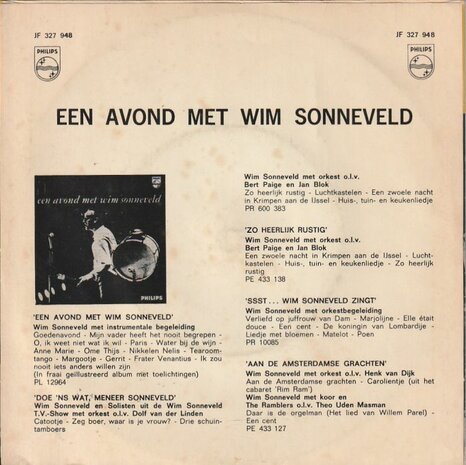 JF 327 948
JF 327 948
PHILIPS
PHILIPS
EEN AVOND MET WIM SONNEVELD
een avond met wim sonneveld
PHILIPS
'EEN AVOND MET WIM SONNEVELD'
Wim Sonneveld met instrumentale begeleiding
Goedenavond - Mijn vader heeft het nooit begrepen -
O, ik weet niet wat ik wil - Paris - Water bij de wijn -
Anne Marie - Ome Thijs - Nikkelen Nelis - Tearoom-
tango - Margootje - Gerrit - Frater Venantius - Ik zou
nooit iets anders willen zijn
(In fraai geïllustreerd album met toelichtingen)
PL 12964
'DOE 'NS WAT, MENEER SONNEVELD'
Wim Sonneveld en Solisten uit de Wim Sonneveld
T.V.-Show met orkest o.l.v. Dolf van der Linden
Catootje - Zeg boer, waar is je vrouw? - Drie schuin-
tamboers
Wim Sonneveld met orkest o.l.v.
Bert Paige en Jan Blok
Zo heerlijk rustig - Luchtkastelen - Een zwoele nacht
in Krimpen aan de IJssel - Huis-, tuin- en keukenliedje
PR 600 383
'ZO HEERLIJK RUSTIG'
Wim Sonneveld met orkest o.l.v.
Bert Paige en Jan Blok
Een zwoele nacht in Krimpen aan de IJssel - Lucht-
kastelen - Huis-, tuin- en keukenliedje - Zo heerlijk
rustig
PE 433 138
'SSST... WIM SONNEVELD ZINGT'
Wim Sonneveld met orkestbegeleiding
Verliefd op juffrouw van Dam - Marjolijne - Elle était
douce - Een cent - De koningin van Lombardije -
Liedje met bloemen - Matelot - Poen
PR 10085
'AAN DE AMSTERDAMSE GRACHTEN'
Wim Sonneveld met orkest o.l.v. Henk van Dijk
Aan de Amsterdamse grachten - Carolientje (uit het
cabaret 'Rim Ram')
Wim Sonneveld met koor en
The Ramblers o.l.v. Theo Uden Masman
Daar is de orgelman (Het lied van Willem Parel) -
Een cent
PE 433 127